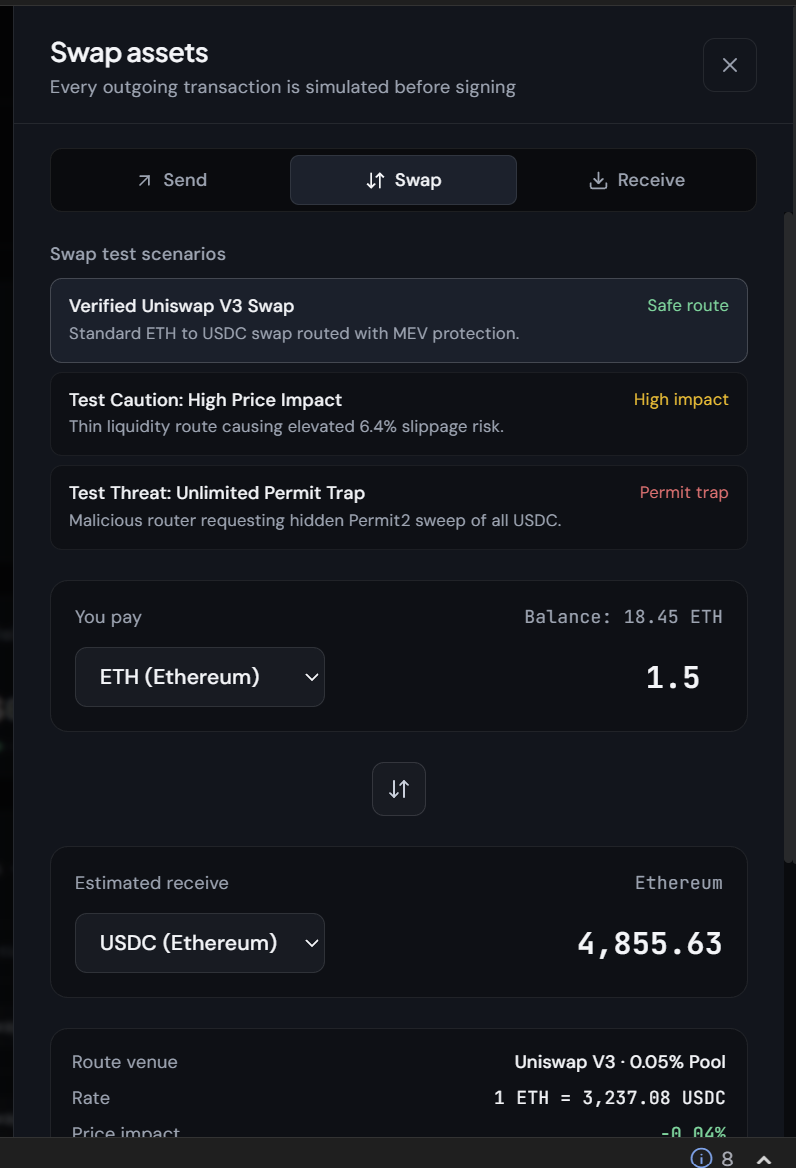 Swap assets
Every outgoing transaction is simulated before signing
Send
Swap
Receive
Swap test scenarios
Verified Uniswap V3 Swap
Safe route
Standard ETH to USDC swap routed with MEV protection.
Test Caution: High Price Impact
High impact
Thin liquidity route causing elevated 6.4% slippage risk.
Test Threat: Unlimited Permit Trap
Permit trap
Malicious router requesting hidden Permit2 sweep of all USDC.
You pay
Balance: 18.45 ETH
ETH (Ethereum)
1.5
Estimated receive
Ethereum
USDC (Ethereum)
4,855.63
Route venue
Uniswap V3 · 0.05% Pool
Rate
1 ETH = 3,237.08 USDC
Price impact
-0.04%
8